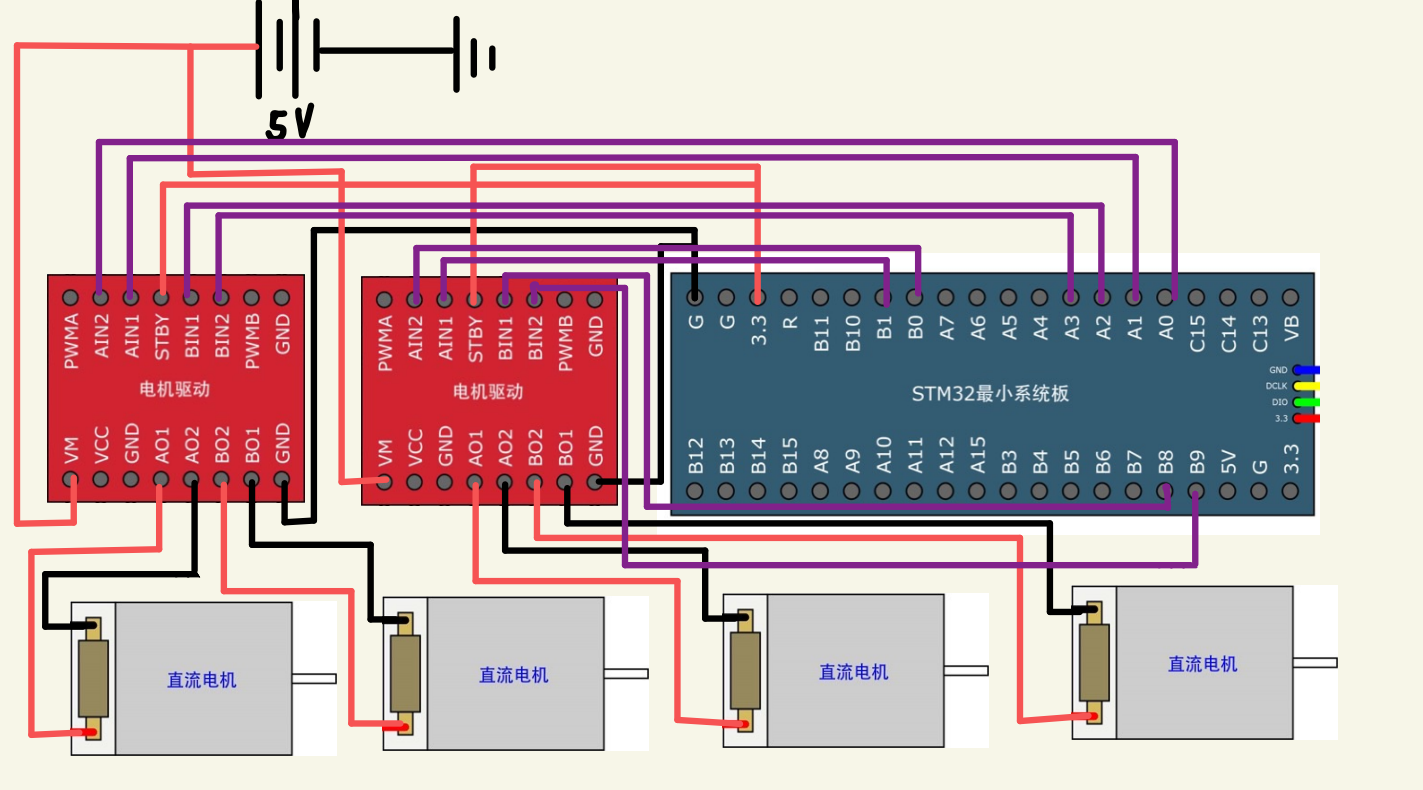 5V
PWMA AIN2 AIN1 STBY BIN1 BIN2 PWMB GND
电机驱动
VM VCC GND AO1 AO2 BO2 BO1 GND
PWMA AIN2 AIN1 STBY BIN1 BIN2 PWMB GND
电机驱动
VM VCC GND AO1 AO2 BO2 BO1 GND
G G 3.3 R B11 B10 B1 B0 A7 A6 A5 A4 A3 A2 A1 A0 C15 C14 C13 VB
GND
DCLK
DIO
3.3
STM32最小系统板
B12 B13 B14 B15 A8 A9 A10 A11 A12 A15 B3 B4 B5 B6 B7 B8 B9 5V G 3.3
直流电机
直流电机
直流电机
直流电机